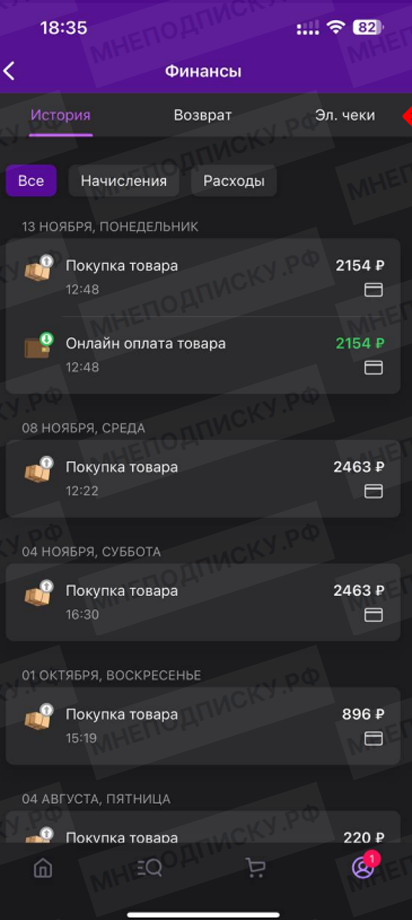 18:35
82
Финансы
История Возврат Эл. чеки
Все Начисления Расходы
13 НОЯБРЯ, ПОНЕДЕЛЬНИК
Покупка товара 2154 ₽
12:48
Онлайн оплата товара 2154 ₽
12:48
08 НОЯБРЯ, СРЕДА
Покупка товара 2463 ₽
12:22
04 НОЯБРЯ, СУББОТА
Покупка товара 2463 ₽
16:30
01 ОКТЯБРЯ, ВОСКРЕСЕНЬЕ
Покупка товара 896 ₽
15:19
04 АВГУСТА, ПЯТНИЦА
Покупка товара 220 ₽
1
МНЕПОДПИСКУ.РФ